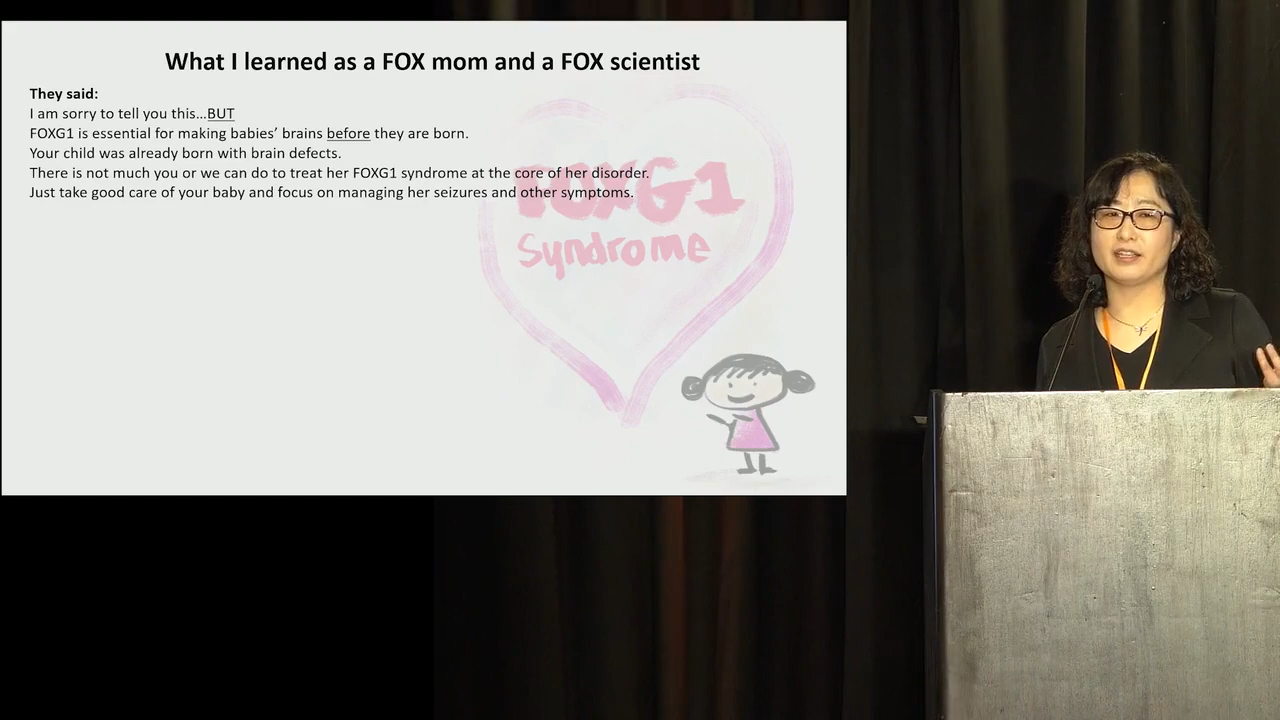 What I learned as a FOX mom and a FOX scientist
They said:
I am sorry to tell you this...BUT
FOXG1 is essential for making babies’ brains before they are born.
Your child was already born with brain defects.
There is not much you or we can do to treat her FOXG1 syndrome at the core of her disorder.
Just take good care of your baby and focus on managing her seizures and other symptoms.
FOXG1
Syndrome